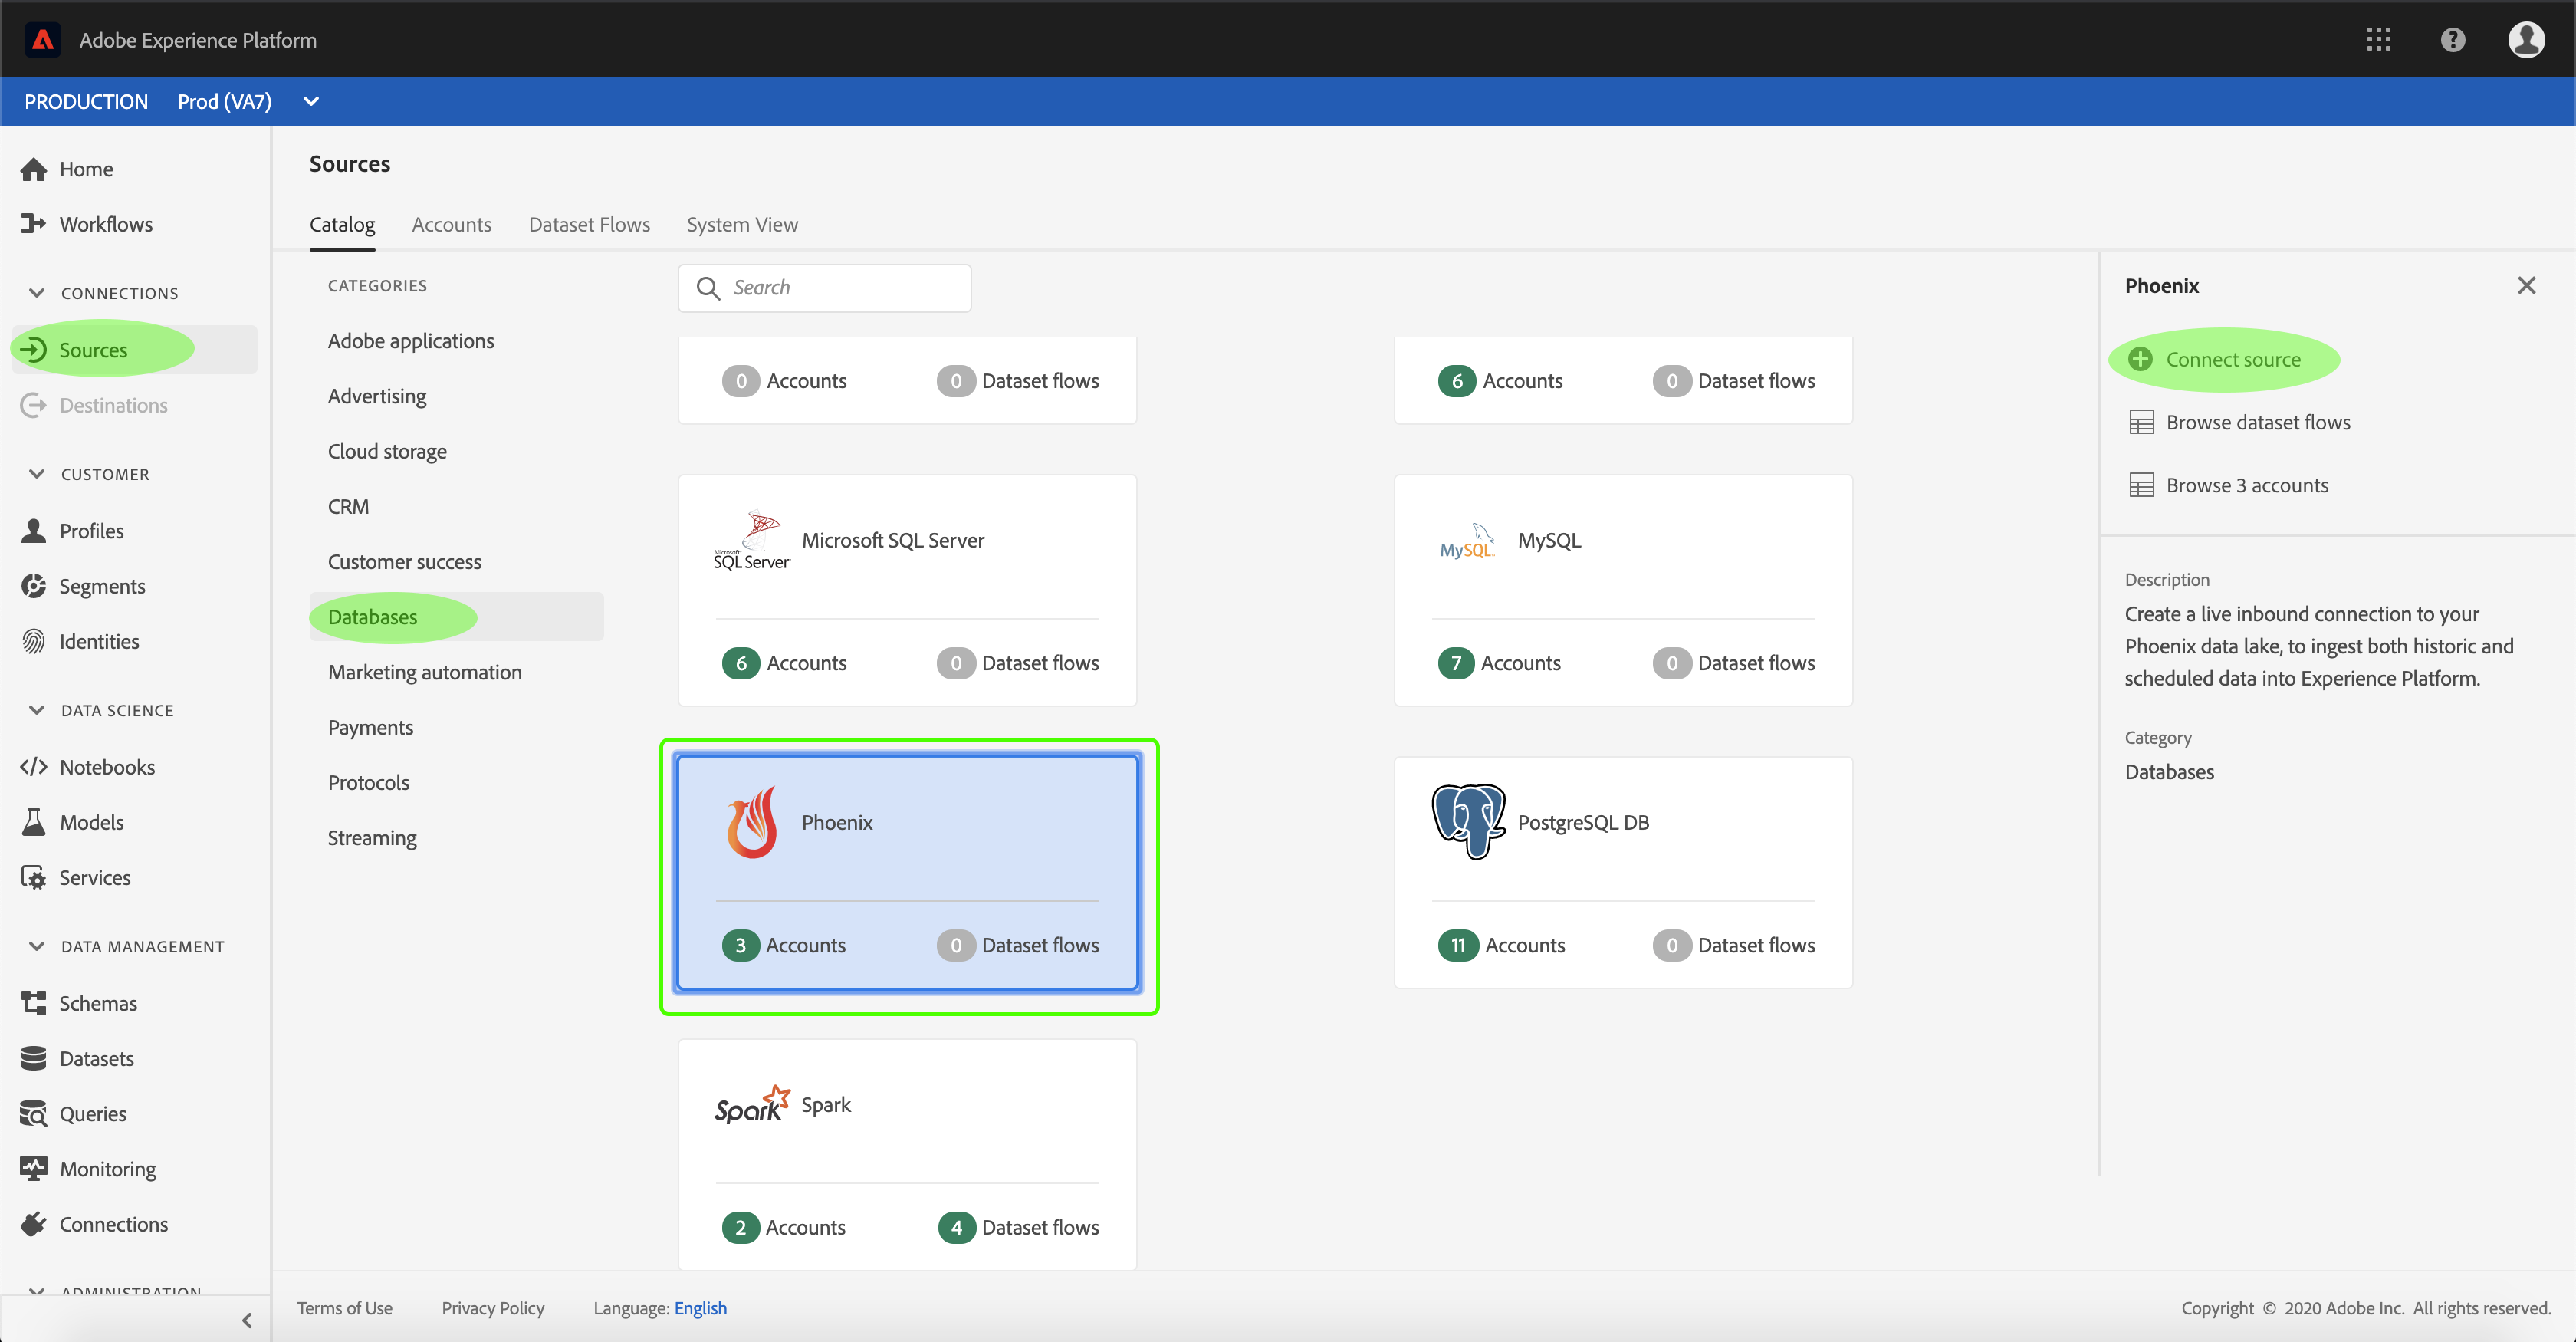 Adobe Experience Platform
PRODUCTION Prod (VA7)
Home
Workflows
CONNECTIONS
Sources
Destinations
CUSTOMER
Profiles
Segments
Identities
DATA SCIENCE
Notebooks
Models
Services
DATA MANAGEMENT
Schemas
Datasets
Queries
Monitoring
Connections
ADMINISTRATION
Sources
Catalog Accounts Dataset Flows System View
CATEGORIES
Adobe applications
Advertising
Cloud storage
CRM
Customer success
Databases
Marketing automation
Payments
Protocols
Streaming
Search
0 Accounts 0 Dataset flows
6 Accounts 0 Dataset flows
Microsoft
SQL Server
Microsoft SQL Server
6 Accounts 0 Dataset flows
MySQL
MySQL
7 Accounts 0 Dataset flows
Phoenix
3 Accounts 0 Dataset flows
PostgreSQL DB
11 Accounts 0 Dataset flows
Spark
Spark
2 Accounts 4 Dataset flows
Phoenix
Connect source
Browse dataset flows
Browse 3 accounts
Description
Create a live inbound connection to your
Phoenix data lake, to ingest both historic and
scheduled data into Experience Platform.
Category
Databases
Terms of Use Privacy Policy Language: English
Copyright © 2020 Adobe Inc. All rights reserved.